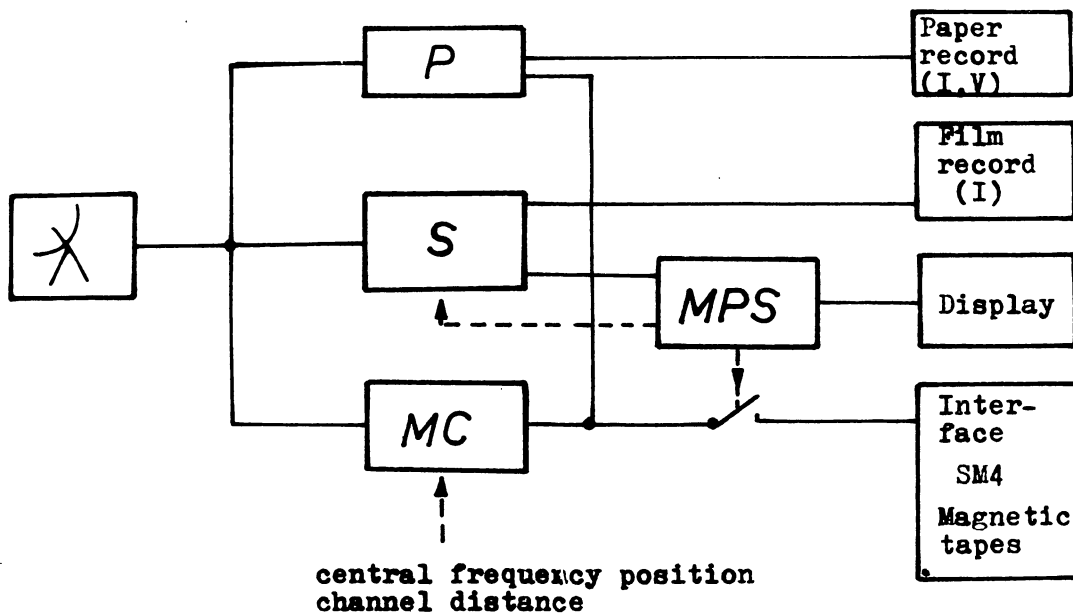 P
Paper
record
(I,V)
Film
record
(I)
S
MPS
Display
MC
Inter-
face
SM4
Magnetic
tapes
central frequency position
channel distance